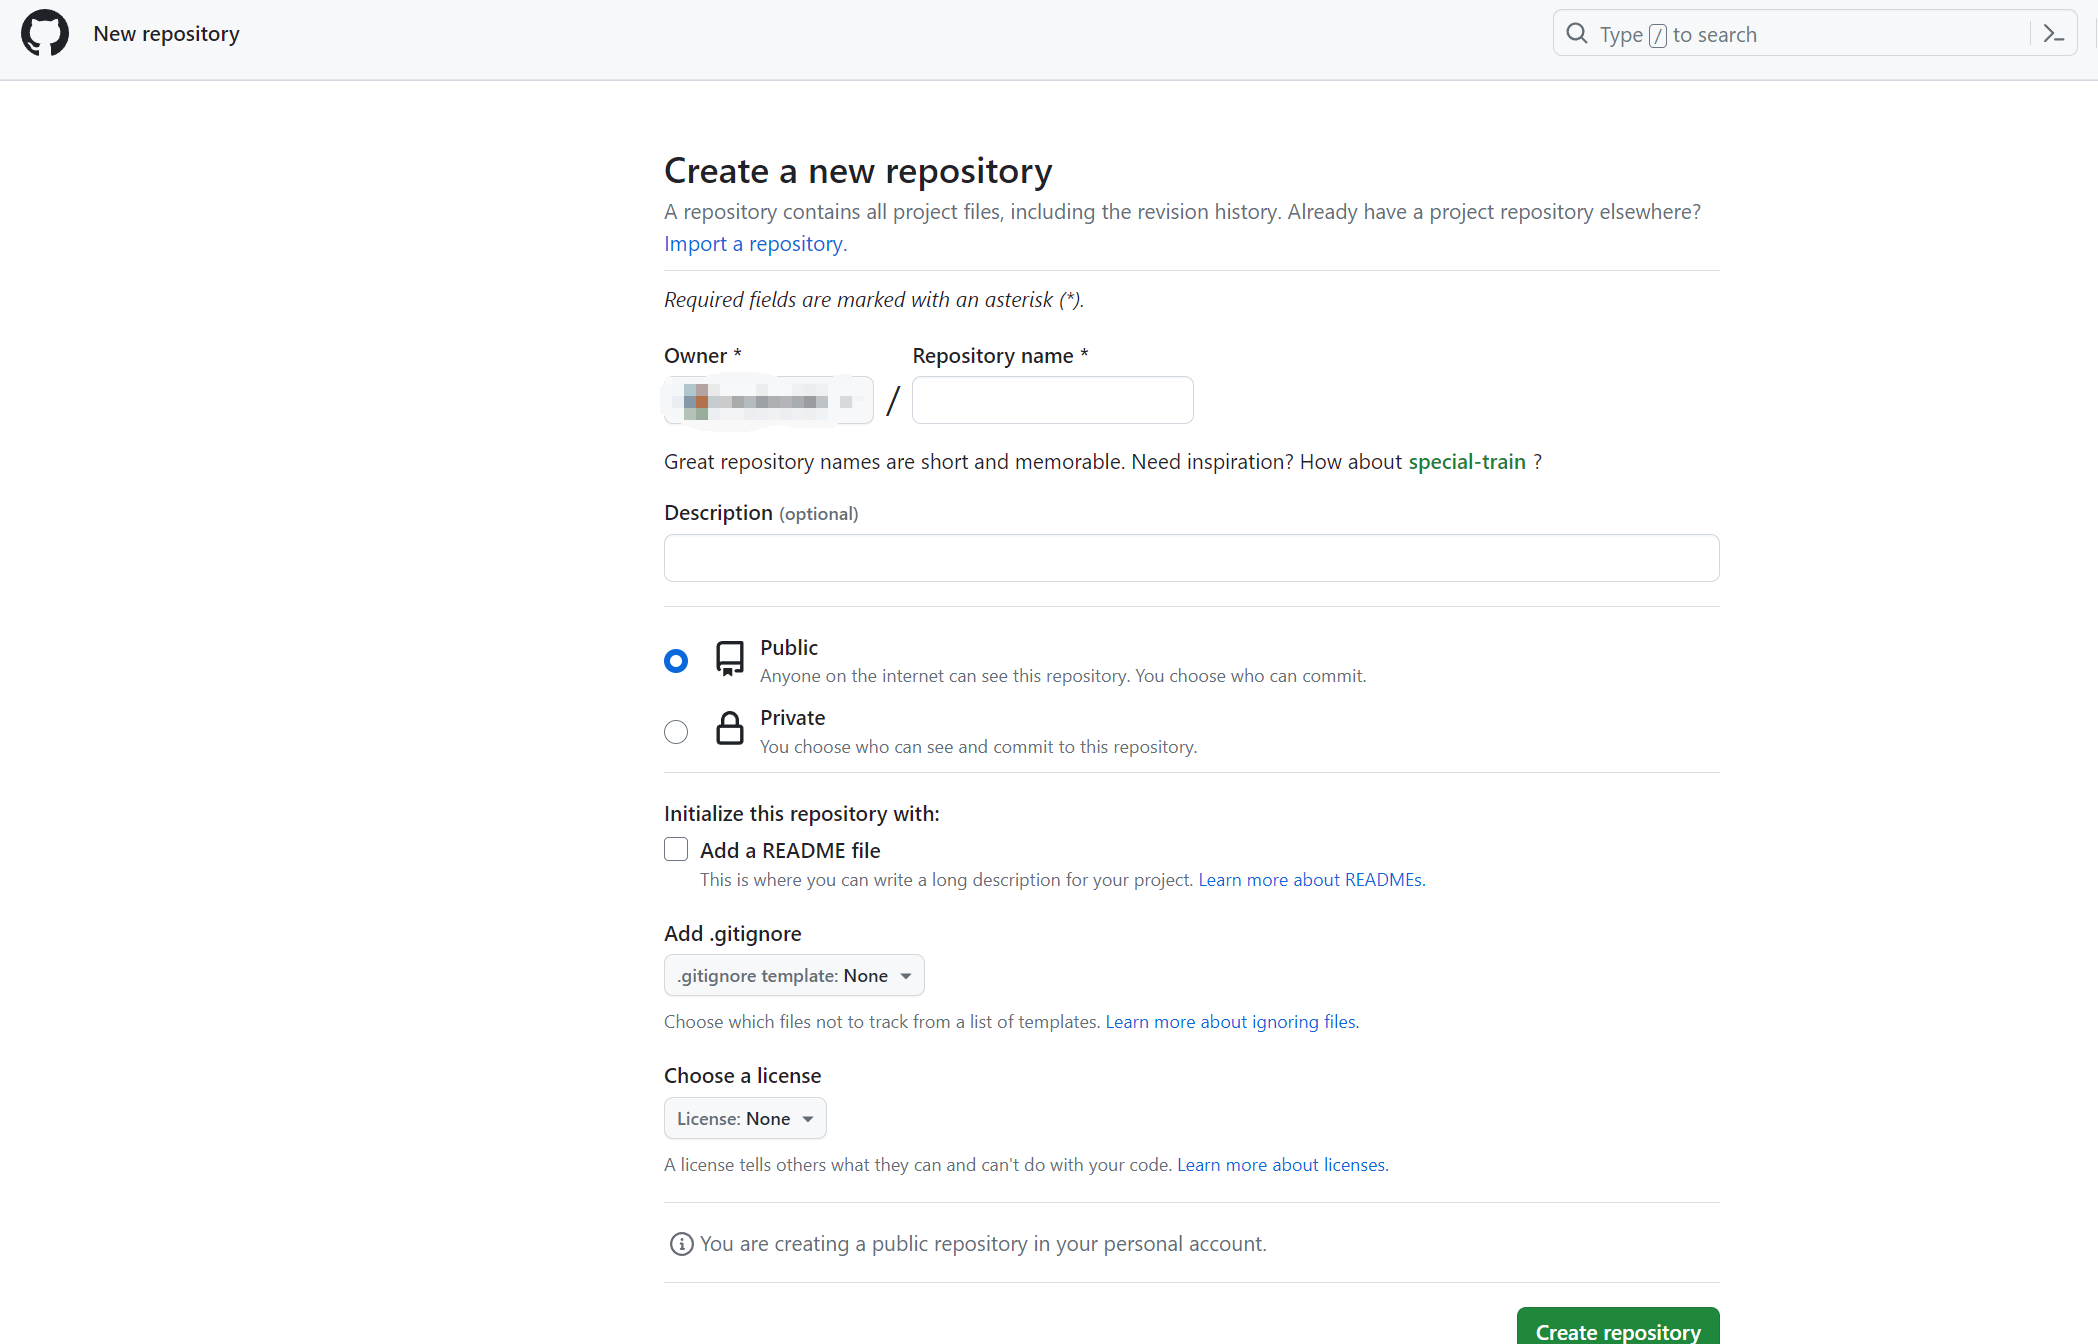 New repository
Type / to search
Create a new repository
A repository contains all project files, including the revision history. Already have a project repository elsewhere?
Import a repository.
Required fields are marked with an asterisk (*).
Owner * Repository name *
/
Great repository names are short and memorable. Need inspiration? How about special-train ?
Description (optional)
Public
Anyone on the internet can see this repository. You choose who can commit.
Private
You choose who can see and commit to this repository.
Initialize this repository with:
Add a README file
This is where you can write a long description for your project. Learn more about READMEs.
Add .gitignore
.gitignore template: None
Choose which files not to track from a list of templates. Learn more about ignoring files.
Choose a license
License: None
A license tells others what they can and can't do with your code. Learn more about licenses.
You are creating a public repository in your personal account.
Create repository